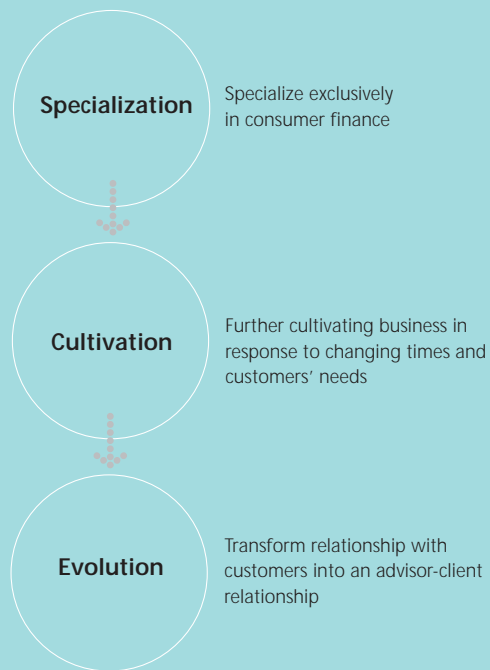 Specialization
Specialize exclusively
in consumer finance
Cultivation
Further cultivating business in
response to changing times and
customers’ needs
Evolution
Transform relationship with
customers into an advisor-client
relationship